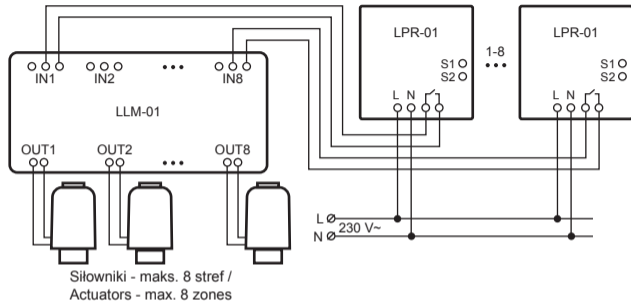 LPR-01
LPR-01
1-8
S1
S2
S1
S2
IN1
IN2
IN8
L N
L N
LLM-01
OUT1
OUT2
OUT8
L
230 V~
N
Siłowniki - maks. 8 stref /
Actuators - max. 8 zones